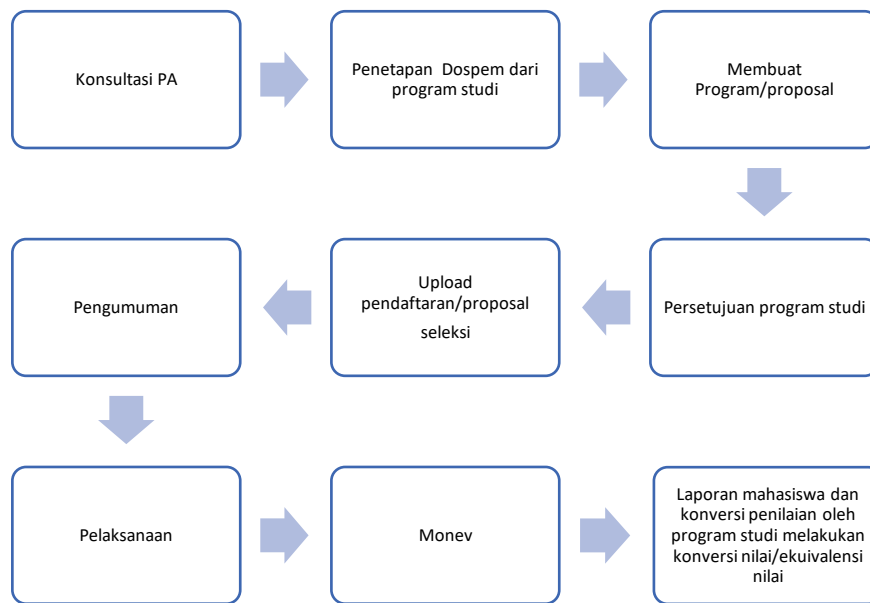 Konsultasi PA
Penetapan Dospem dari
program studi
Membuat
Program/proposal
Persetujuan program studi
Upload
pendaftaran/proposal
seleksi
Pengumuman
Pelaksanaan
Monev
Laporan mahasiswa dan
konversi penilaian oleh
program studi melakukan
konversi nilai/ekuivalensi
nilai